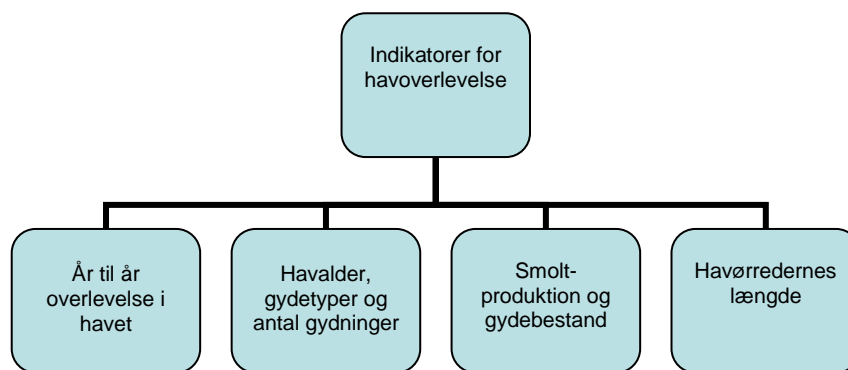 Indikatorer for
havoverlevelse
År til år
overlevelse i
havet
Havalder,
gydetyper og
antal gydninger
Smolt-
produktion og
gydebestand
Havørredernes
længde